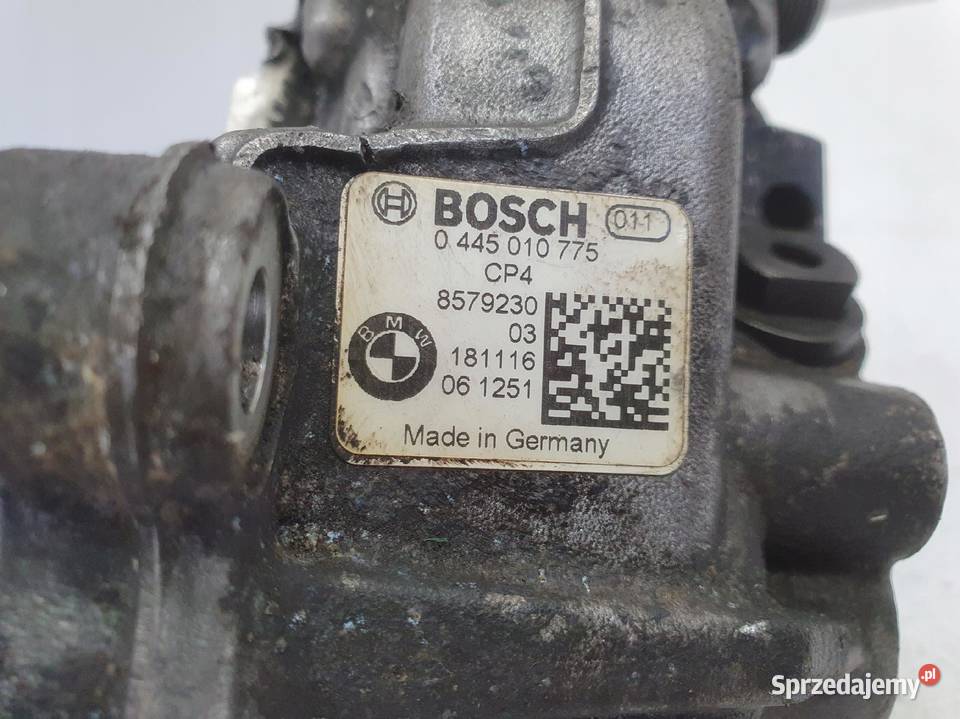 BOSCH 011
0 445 010 775
CP4
8579230
03
BMW
181116
06 1251
Made in Germany
Sprzedajemy.pl